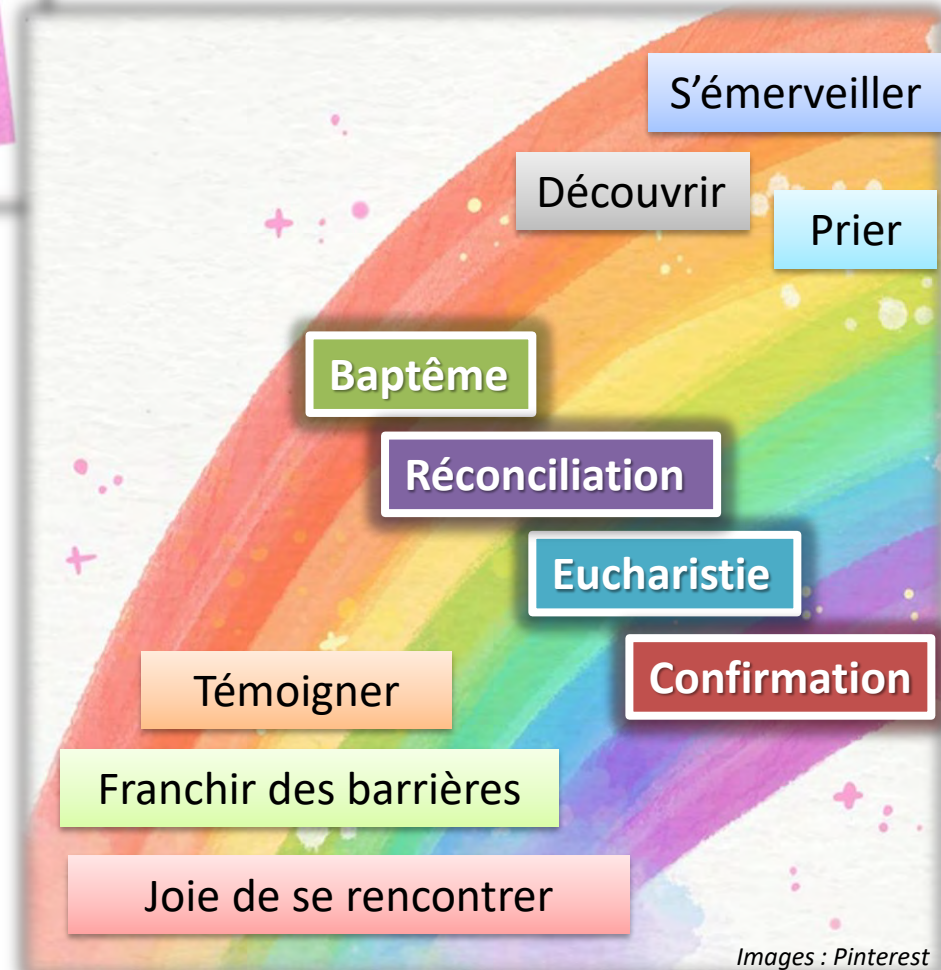 S’émerveiller
Découvrir
Prier
Baptême
Réconciliation
Eucharistie
Confirmation
Témoigner
Franchir des barrières
Joie de se rencontrer
Images : Pinterest